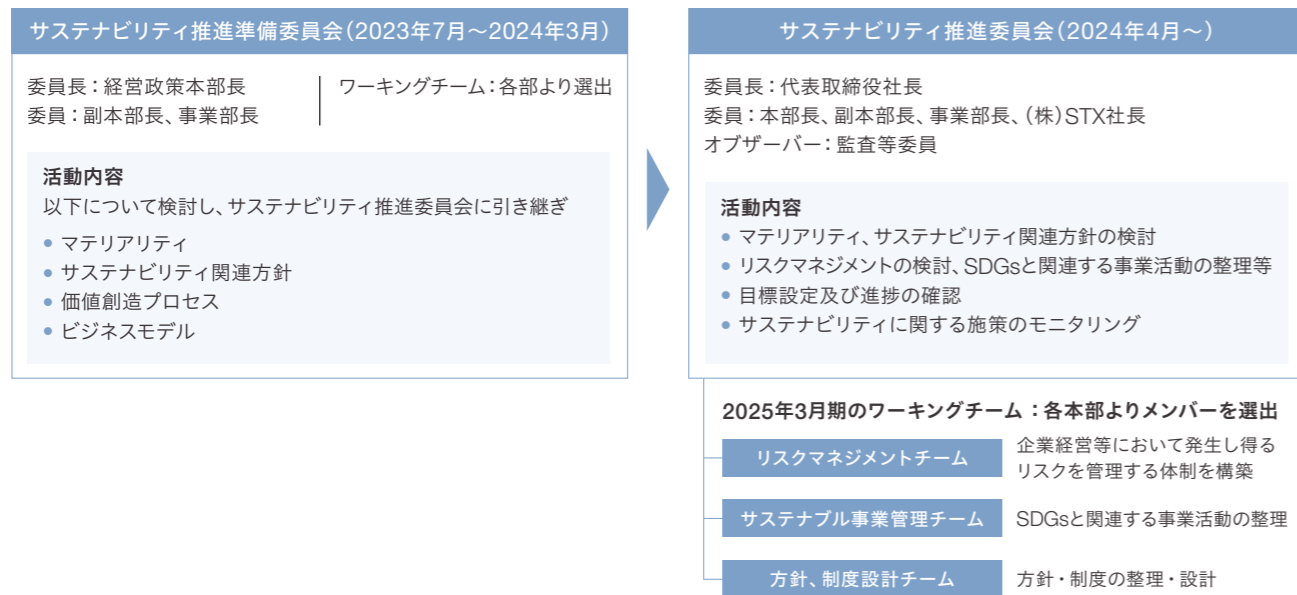 サステナビリティ推進準備委員会(2023年7月～2024年3月)
委員長：経営政策本部長
委員：副本部長、事業部長
ワーキングチーム：各部より選出
活動内容
以下について検討し、サステナビリティ推進委員会に引き継ぎ
● マテリアリティ
● サステナビリティ関連方針
● 価値創造プロセス
● ビジネスモデル
サステナビリティ推進委員会(2024年4月～)
委員長：代表取締役社長
委員：本部長、副本部長、事業部長、(株)STX社長
オブザーバー：監査等委員
活動内容
● マテリアリティ、サステナビリティ関連方針の検討
● リスクマネジメントの検討、SDGsと関連する事業活動の整理等
● 目標設定及び進捗の確認
● サステナビリティに関する施策のモニタリング
2025年3月期のワーキングチーム：各本部よりメンバーを選出
リスクマネジメントチーム
企業経営等において発生し得る
リスクを管理する体制を構築
サステナブル事業管理チーム
SDGsと関連する事業活動の整理
方針、制度設計チーム
方針・制度の整理・設計